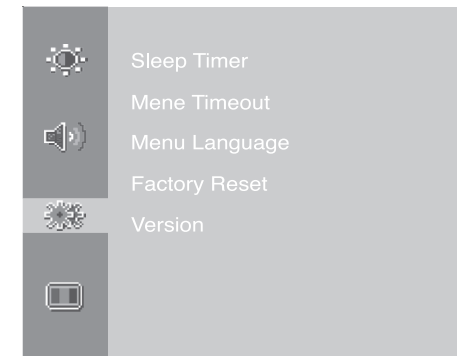 Sleep Timer
Mene Timeout
Menu Language
Factory Reset
Version